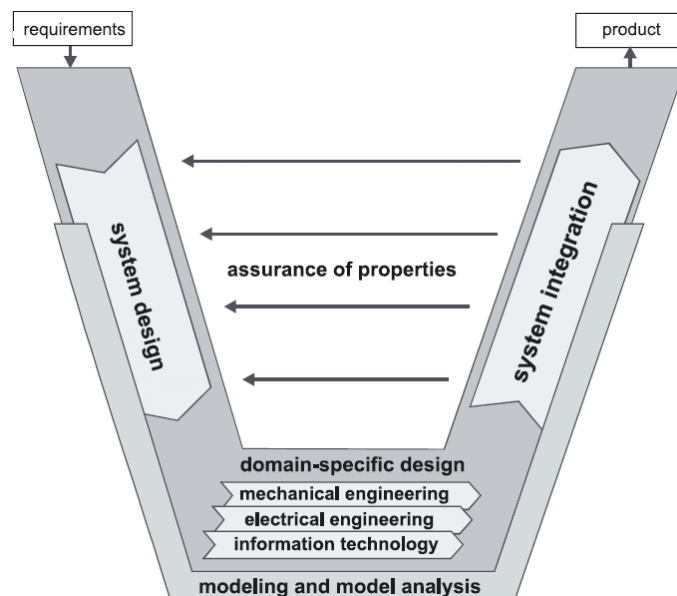 requirements
product
system design
assurance of properties
system integration
domain-specific design
mechanical engineering
electrical engineering
information technology
modeling and model analysis